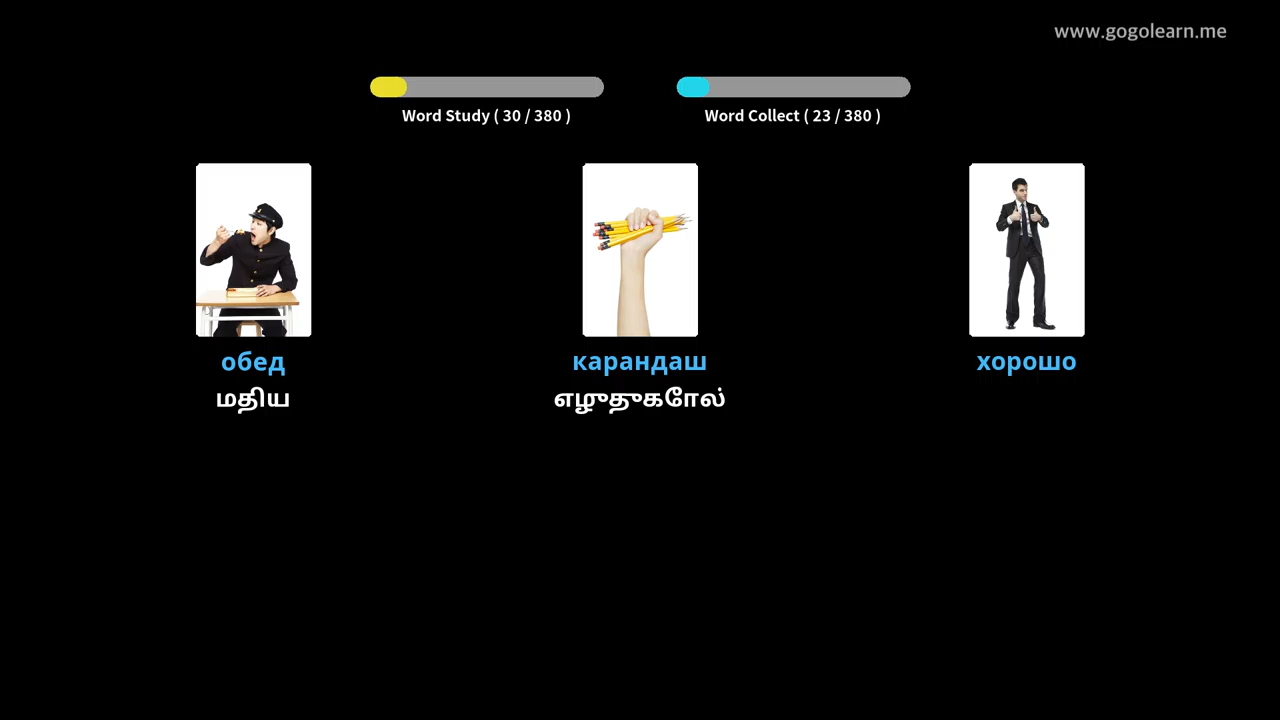 www.gogolearn.me
Word Study ( 30 / 380 )
Word Collect ( 23 / 380 )
обед
карандаш
хорошо
மதிய
எழுதுகோல்